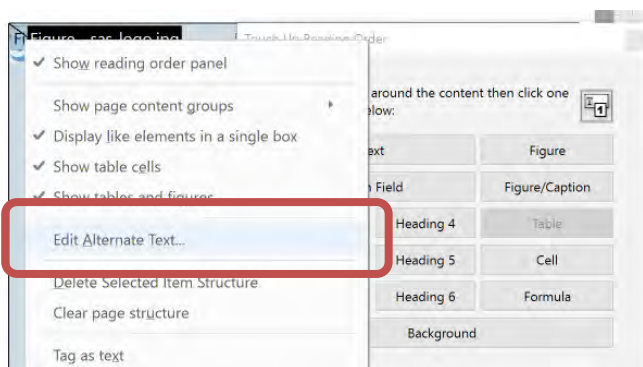 Figure - sas-logo.jpg
Touch Up Reading Order
Show reading order panel
Show page content groups
Display like elements in a single box
Show table cells
Show tables and figures
Edit Alternate Text...
Delete Selected Item Structure
Clear page structure
Tag as text
around the content then click one
elow:
ext
Figure
Field
Figure/Caption
Heading 4
Table
Heading 5
Cell
Heading 6
Formula
Background